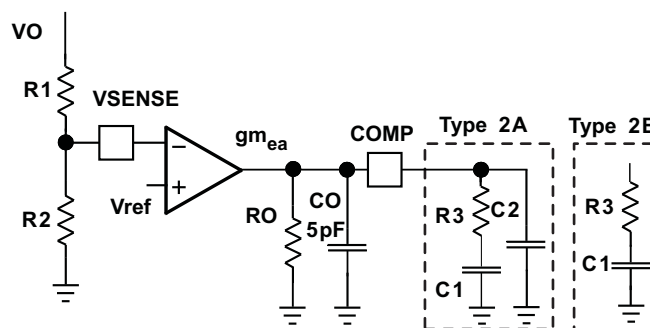 VO
R1
VSENSE
gm_ea
COMP
Type 2A
Type 2B
R2
Vref
RO
CO
5pF
R3
C2
C1
R3
C1
−
+